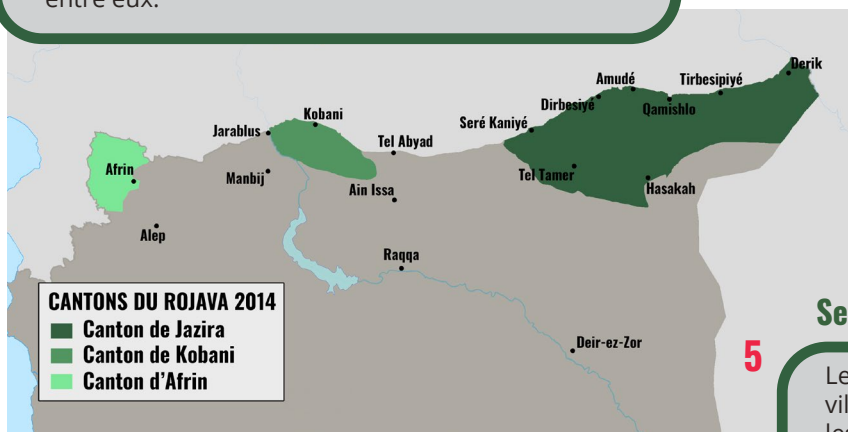 entre eux.
Derik
Amudé
Tirbesipiyé
Dirbesiyé
Qamishlo
Kobani
Seré Kaniyé
Jarablus
Tel Abyad
Afrin
Manbij
Tel Tamer
Ain Issa
Hasakah
Alep
Raqqa
CANTONS DU ROJAVA 2014
Canton de Jazira
Canton de Kobani
Canton d'Afrin
Deir-ez-Zor
Se
5
Le
vil